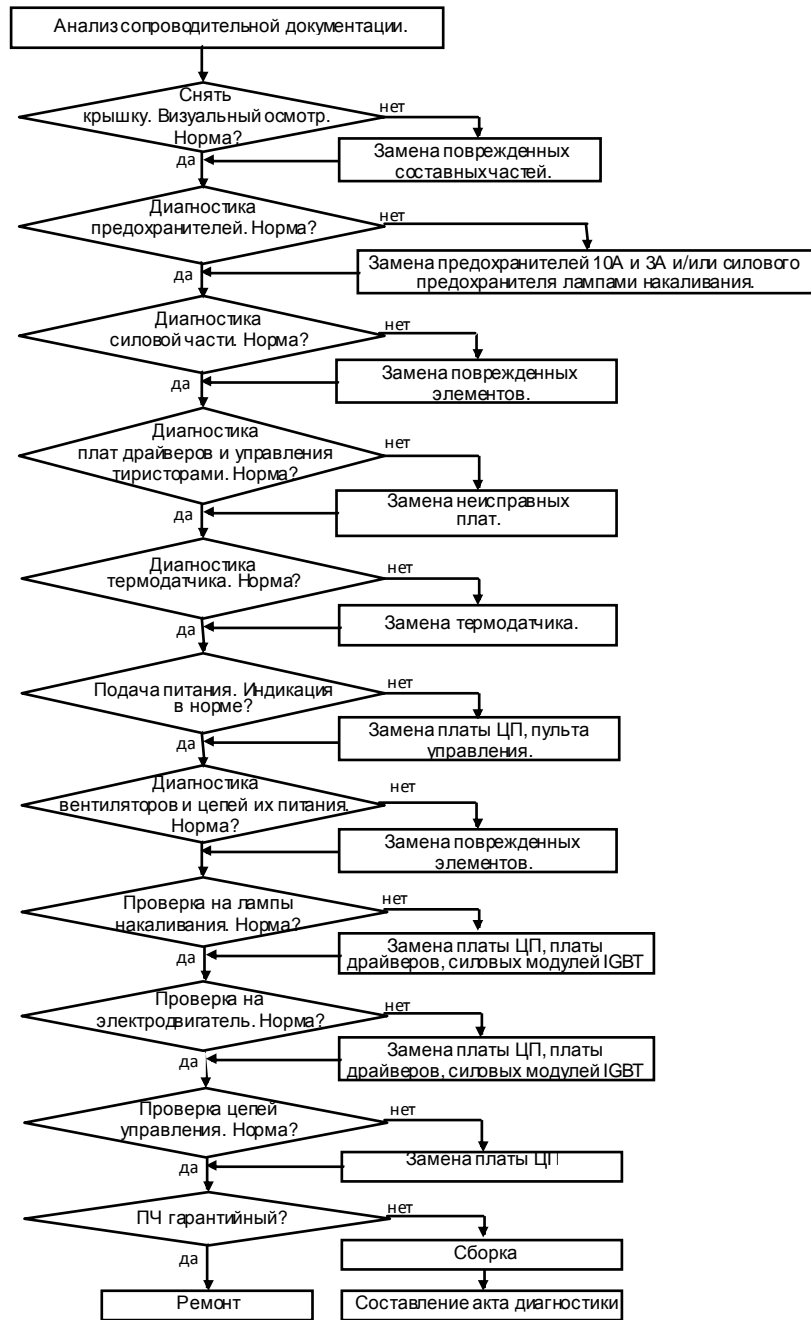 Анализ сопроводительной документации.
Снять
крышку. Визуальный осмотр.
Норма?
нет
да
Замена поврежденных
составных частей.
Диагностика
предохранителей. Норма?
нет
да
Замена предохранителей 10А и 3А и/или силового
предохранителя лампами накаливания.
Диагностика
силовой части. Норма?
нет
да
Замена поврежденных
элементов.
Диагностика
плат драйверов и управления
тиристорами. Норма?
нет
да
Замена неисправных
плат.
Диагностика
термодатчика. Норма?
нет
да
Замена термодатчика.
Подача питания. Индикация
в норме?
нет
да
Замена платы ЦП, пульта
управления.
Диагностика
вентиляторов и цепей их питания.
Норма?
нет
да
Замена поврежденных
элементов.
Проверка на лампы
накаливания. Норма?
нет
да
Замена платы ЦП, платы
драйверов, силовых модулей IGBT
Проверка на
электродвигатель. Норма?
нет
да
Замена платы ЦП, платы
драйверов, силовых модулей IGBT
Проверка цепей
управления. Норма?
нет
да
Замена платы ЦП
ПЧ гарантийный?
нет
да
Сборка
Ремонт
Составление акта диагностики